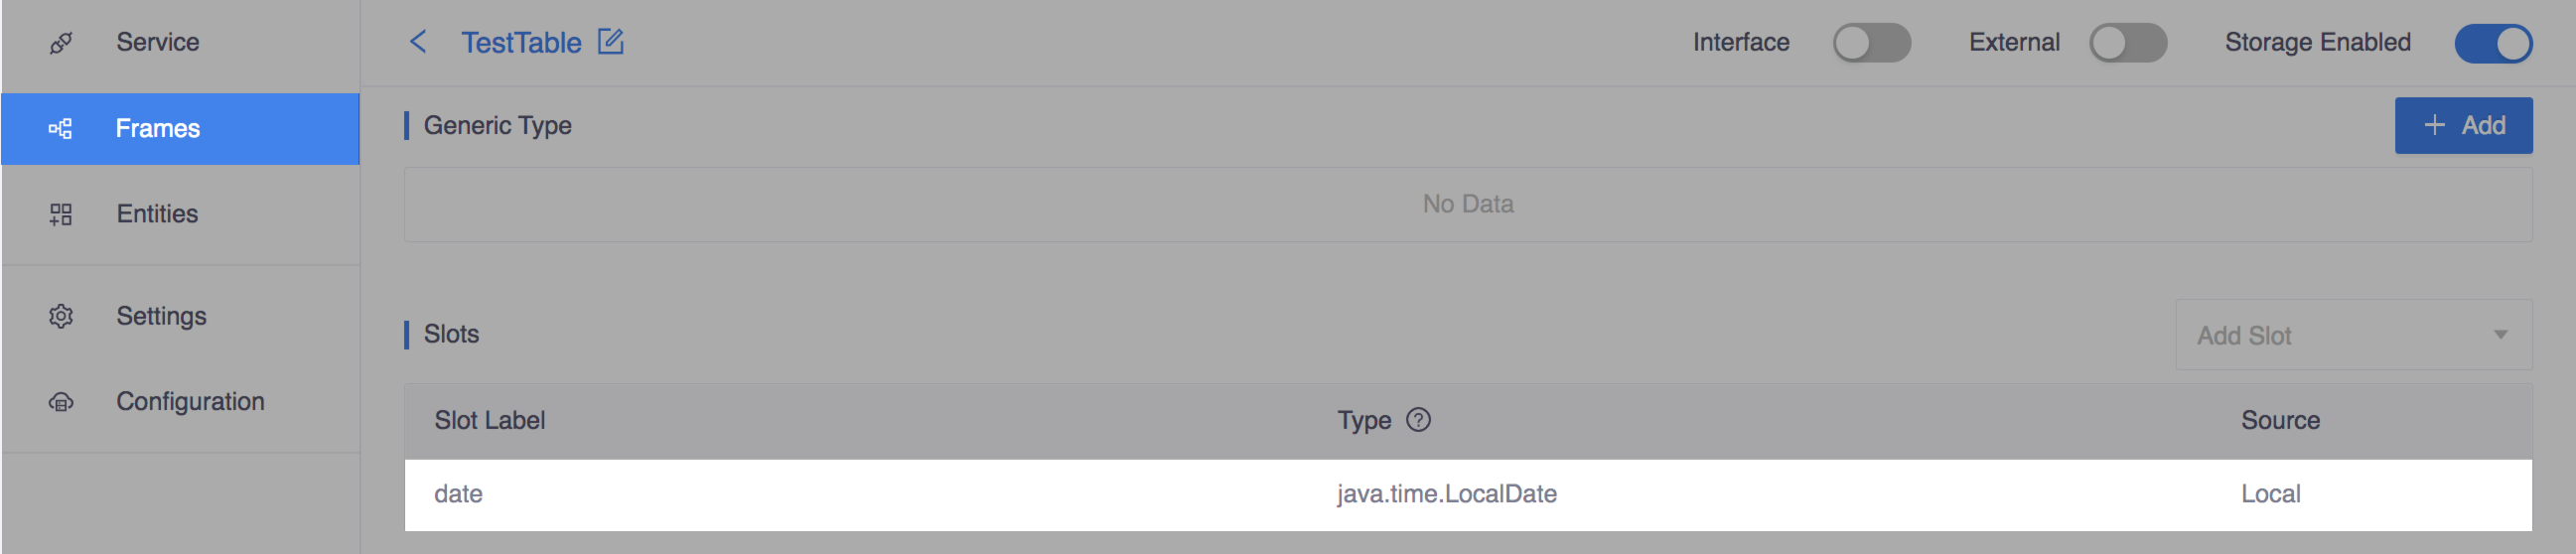 Service
Frames
Entities
Settings
Configuration
TestTable
Interface
External
Storage Enabled
Generic Type
+ Add
No Data
Slots
Add Slot
Slot Label Type ? Source
date java.time.LocalDate Local